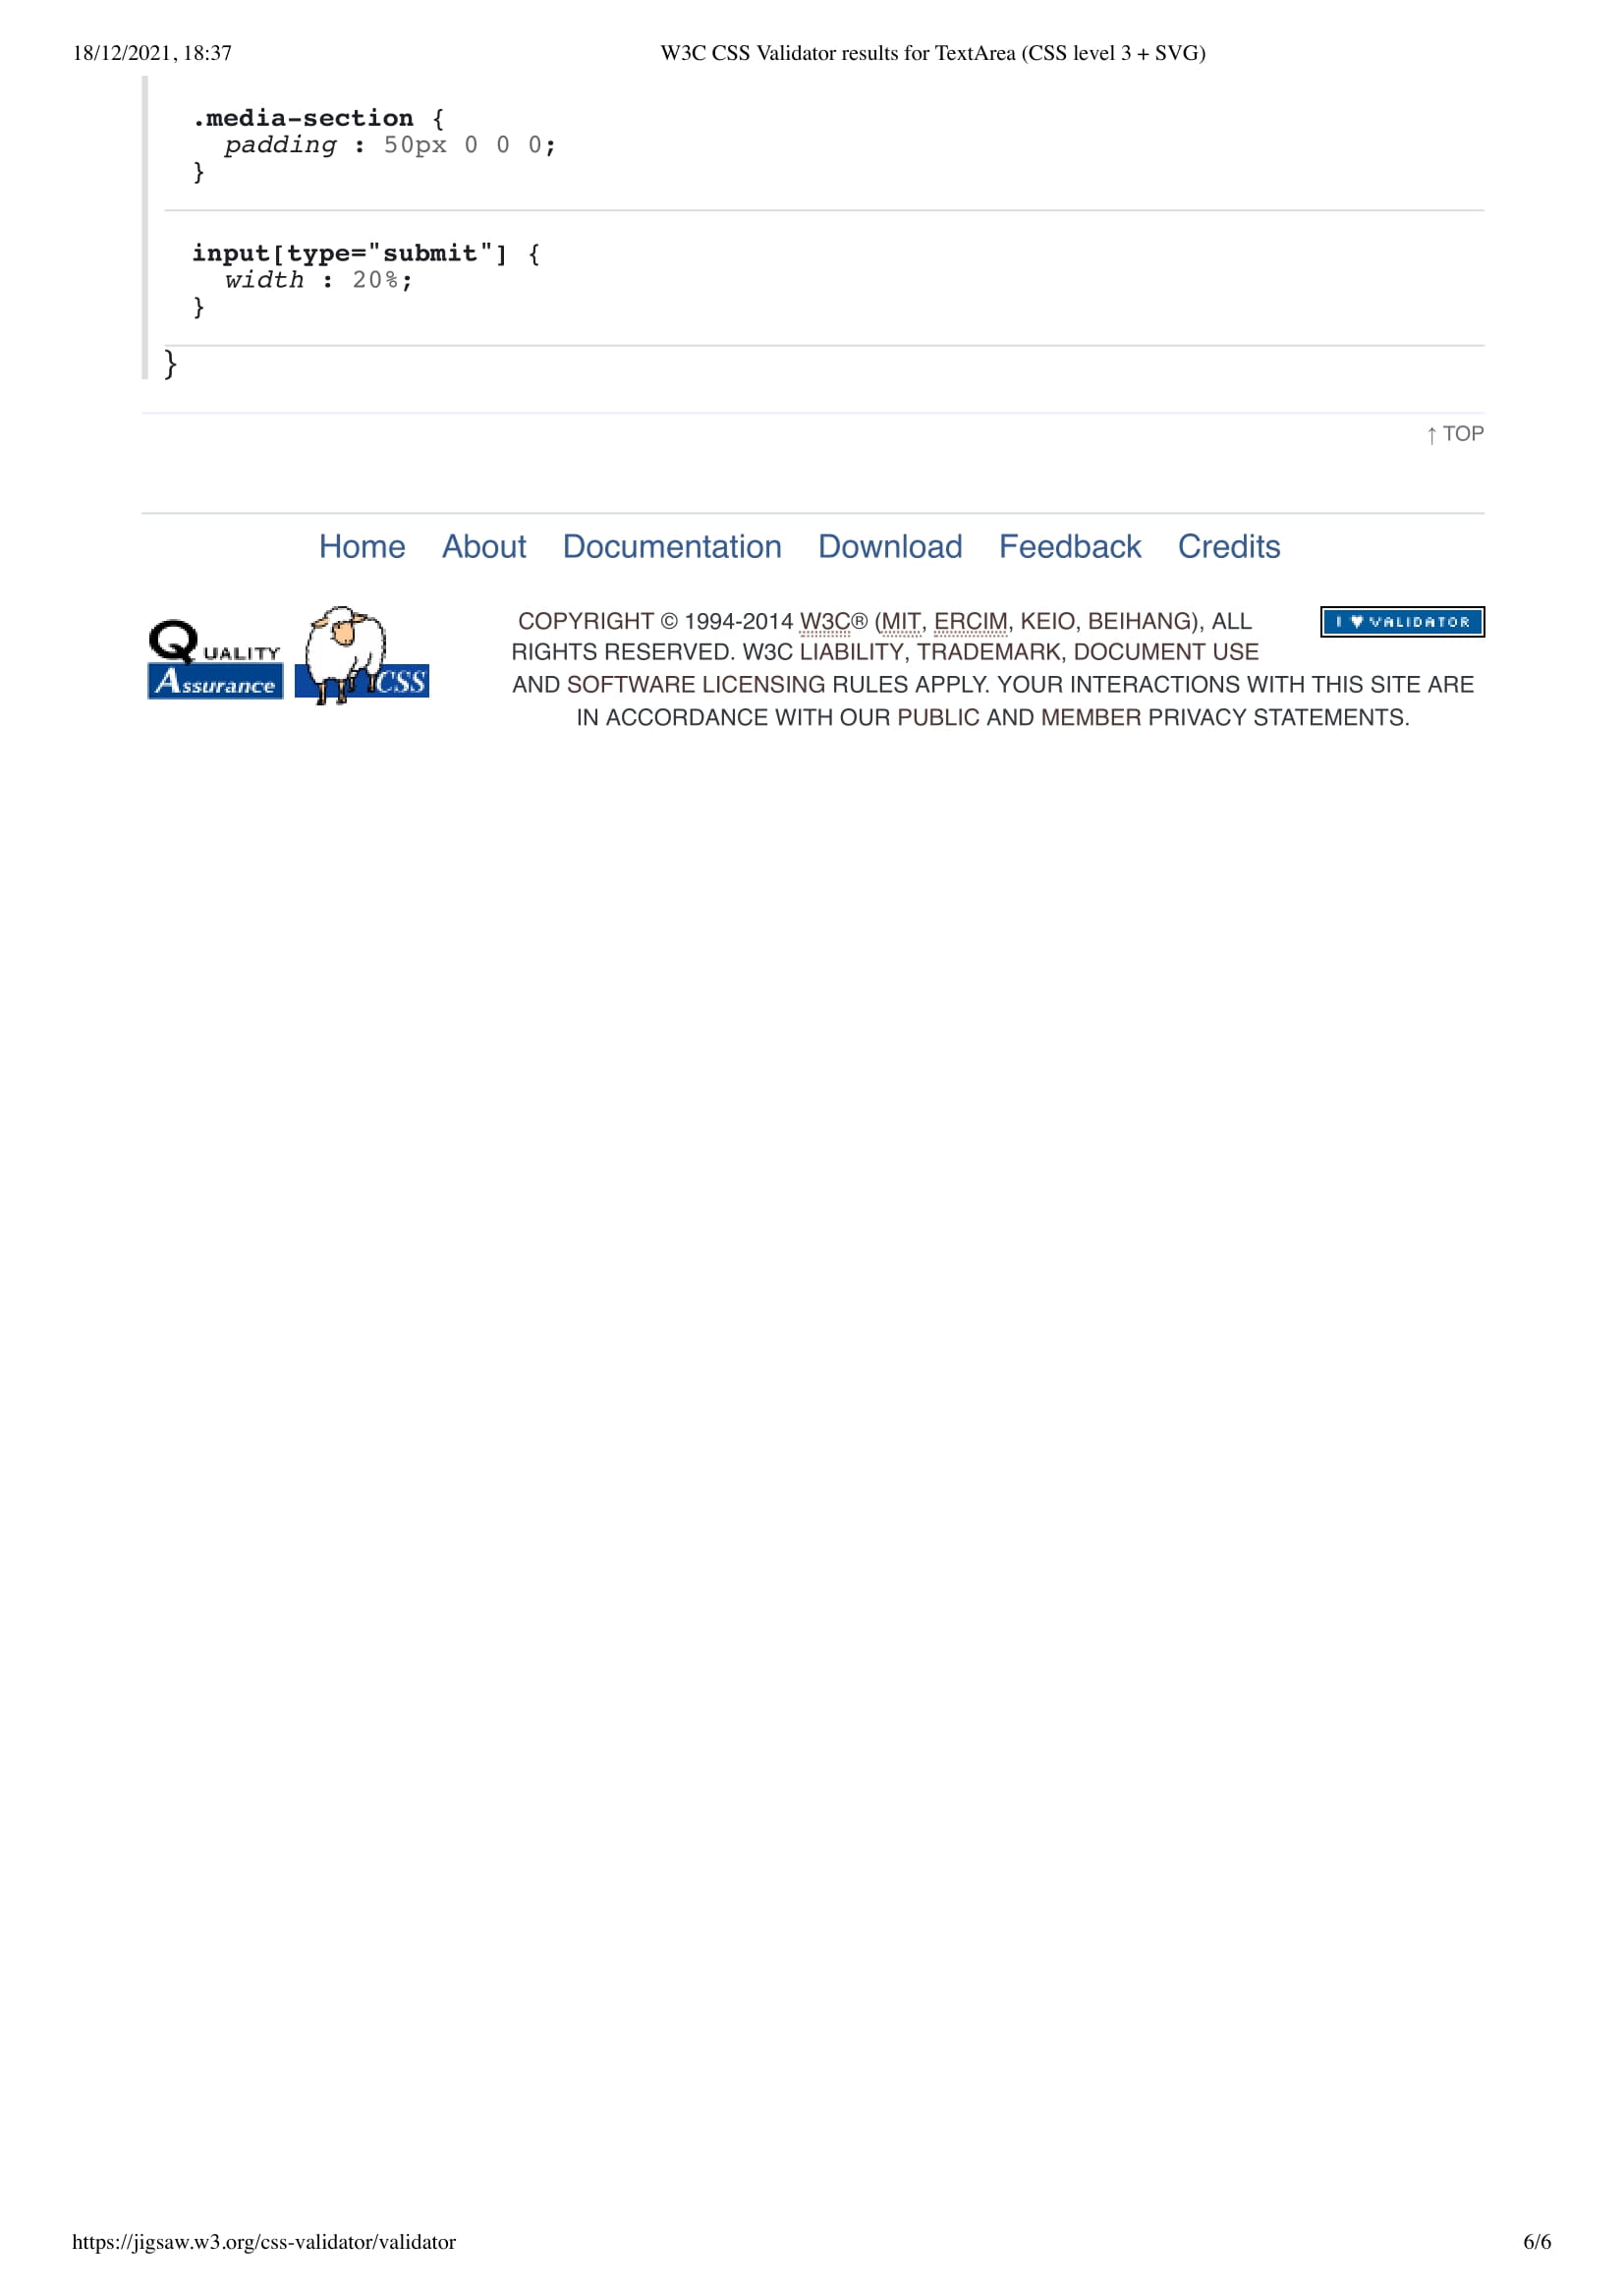 18/12/2021, 18:37 W3C CSS Validator results for TextArea (CSS level 3 + SVG)
.media-section {
padding : 50px 0 0 0;
}
input[type="submit"] {
width : 20%;
}
}
↑ TOP
Home About Documentation Download Feedback Credits
QUALITY
Assurance
CSS
COPYRIGHT © 1994-2014 W3C® (MIT, ERCIM, KEIO, BEIHANG), ALL
I ♥ VALIDATOR
RIGHTS RESERVED. W3C LIABILITY, TRADEMARK, DOCUMENT USE
AND SOFTWARE LICENSING RULES APPLY. YOUR INTERACTIONS WITH THIS SITE ARE
IN ACCORDANCE WITH OUR PUBLIC AND MEMBER PRIVACY STATEMENTS.
https://jigsaw.w3.org/css-validator/validator 6/6